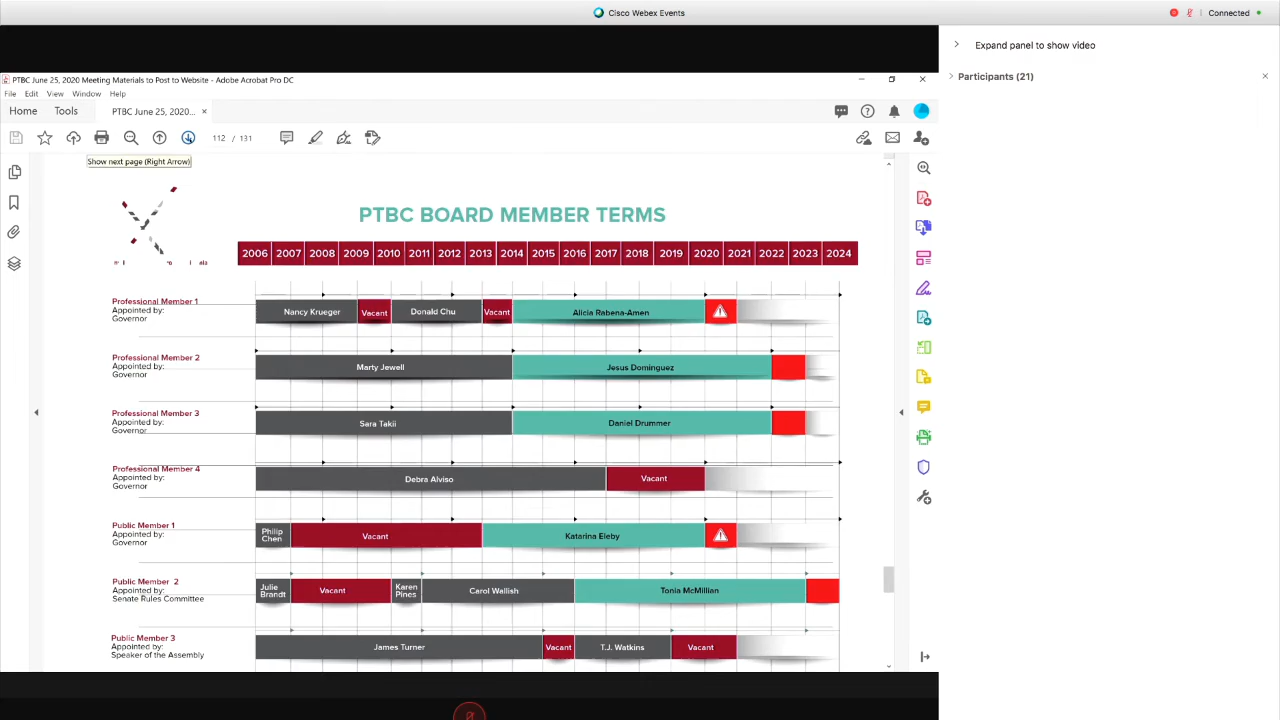 Cisco Webex Events
Connected
Expand panel to show video
Participants (21)
PTBC June 25, 2020 Meeting Materials to Post to Website - Adobe Acrobat Pro DC
File Edit View Window Help
Home Tools PTBC June 25, 2020...
112 / 131
Show next page (Right Arrow)
PTBC BOARD MEMBER TERMS
2006 2007 2008 2009 2010 2011 2012 2013 2014 2015 2016 2017 2018 2019 2020 2021 2022 2023 2024
Professional Member 1
Appointed by:
Governor
Nancy Krueger Vacant Donald Chu Vacant Alicia Rabena-Amen
Professional Member 2
Appointed by:
Governor
Marty Jewell Jesus Dominguez
Professional Member 3
Appointed by:
Governor
Sara Takii Daniel Drummer
Professional Member 4
Appointed by:
Governor
Debra Alviso Vacant
Public Member 1
Appointed by:
Governor
Philip
Chen
Vacant Katarina Eleby
Public Member 2
Appointed by:
Senate Rules Committee
Julie
Brandt
Vacant
Karen
Pines
Carol Wallish Tonia McMillian
Public Member 3
Appointed by:
Speaker of the Assembly
James Turner Vacant T.J. Watkins Vacant